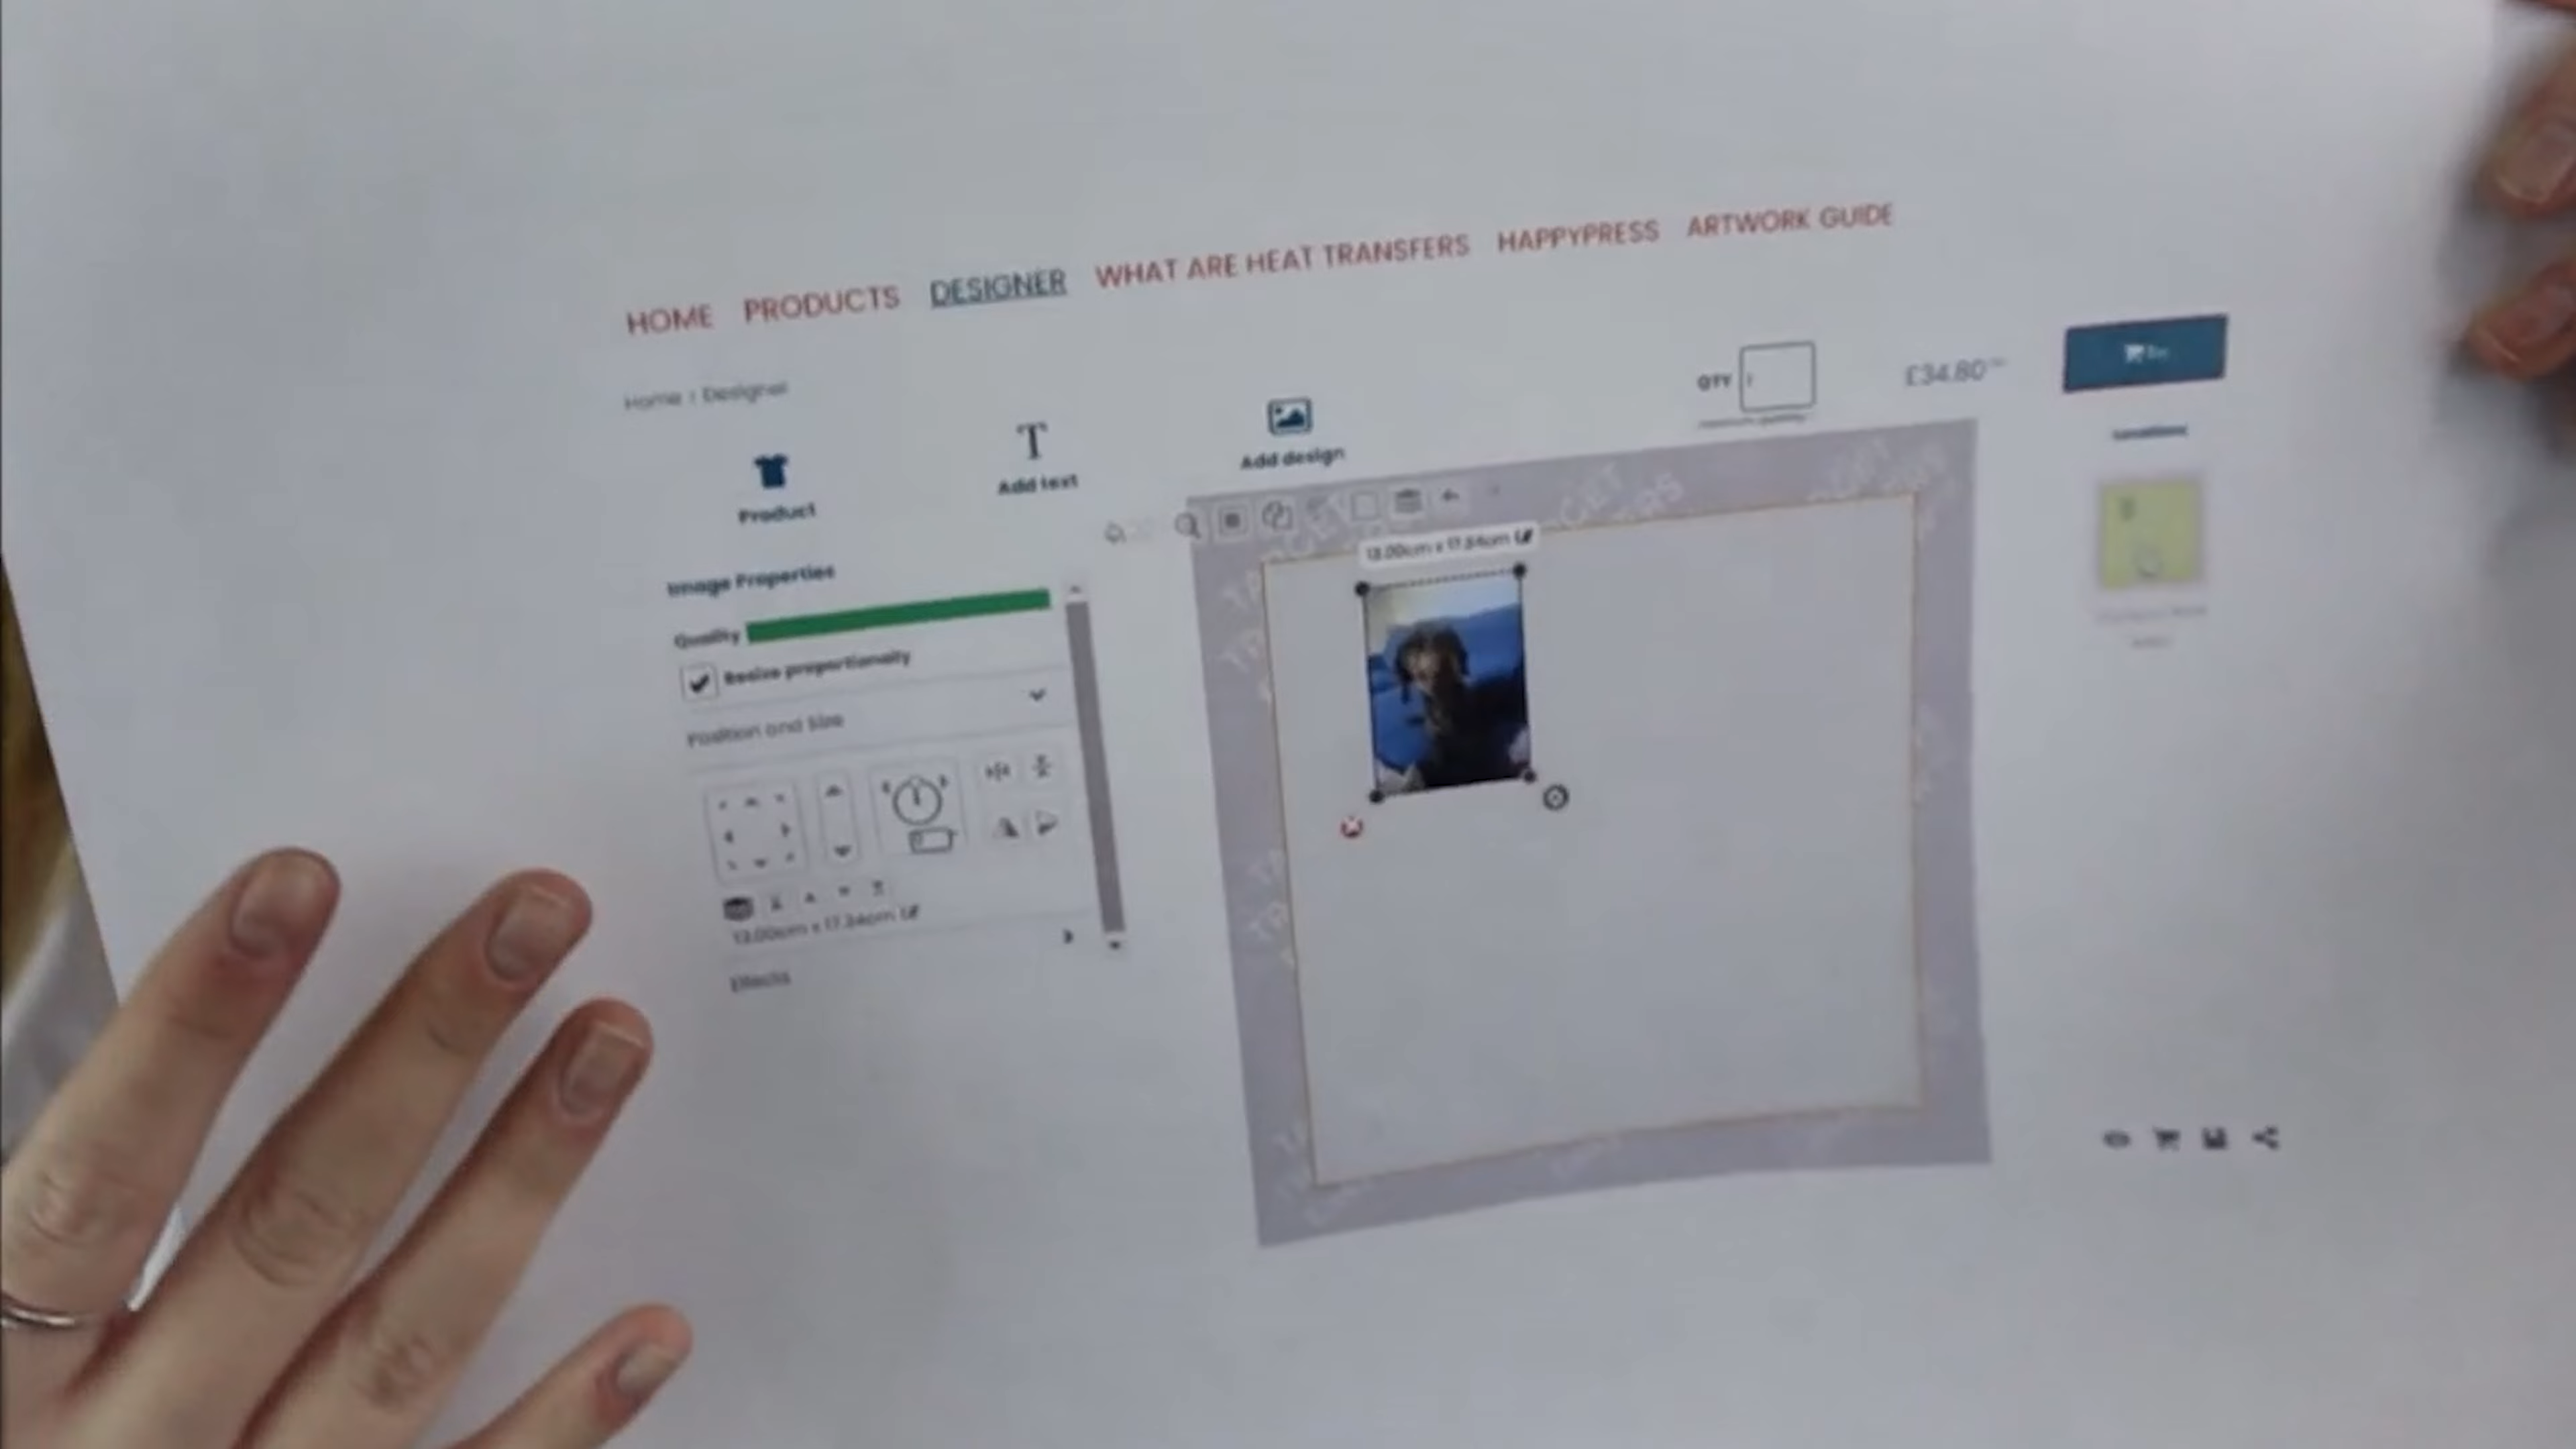 HOME PRODUCTS DESIGNER WHAT ARE HEAT TRANSFERS HAPPYPRESS ARTWORK GUIDE
Home › Designer
QTY
£34.80
Product
Add text
Add design
Image Properties
Quality
Resize proportionally
Position and Size
Effects